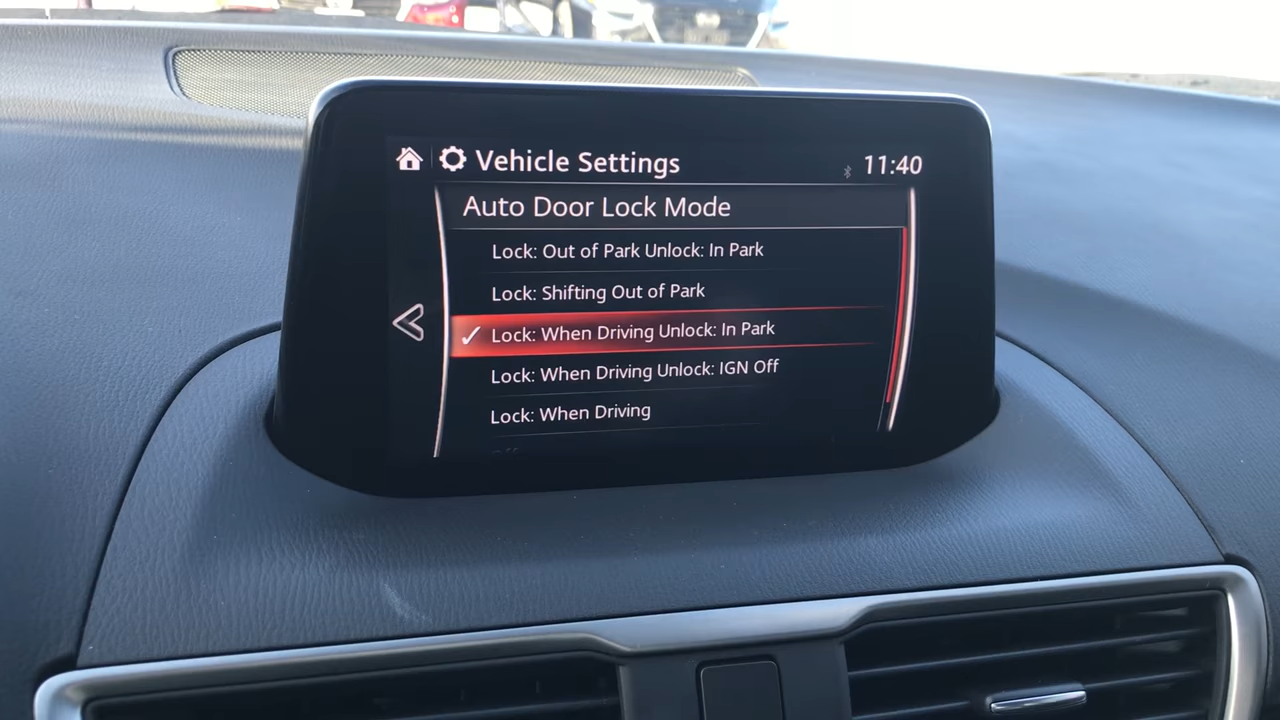 Vehicle Settings
11:40
Auto Door Lock Mode
Lock: Out of Park Unlock: In Park
Lock: Shifting Out of Park
Lock: When Driving Unlock: In Park
Lock: When Driving Unlock: IGN Off
Lock: When Driving